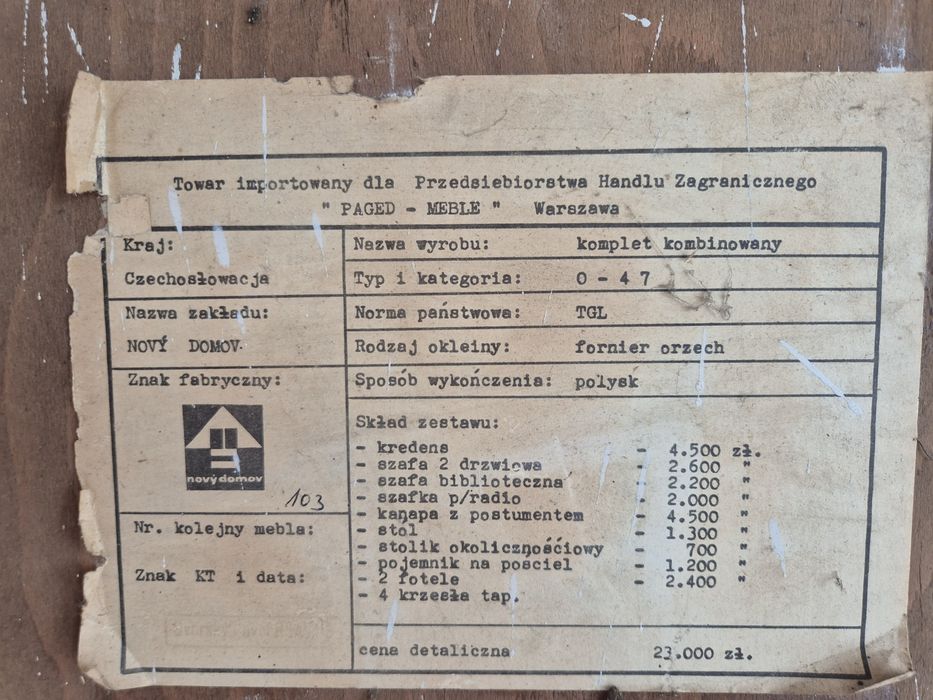 Towar importowany dla Przedsiebiorstwa Handlu Zagranicznego
" PAGED - MEBLE " Warszawa
Kraj:
Czechosłowacja
Nazwa zakładu:
NOVÝ DOMOV
Znak fabryczny:
novýdomov
103
Nr. kolejny mebla:
Znak KT i data:
Nazwa wyrobu: komplet kombinowany
Typ i kategoria: 0 - 4 7
Norma państwowa: TGL
Rodzaj okleiny: fornier orzech
Sposób wykończenia: polysk
Skład zestawu:
- kredens - 4.500 zł.
- szafa 2 drzwiowa - 2.600 "
- szafa biblioteczna - 2.200 "
- szafka p/radio - 2.000 "
- kanapa z postumentem - 4.500 "
- stół - 1.300 "
- stolik okolicznościowy - 700 "
- pojemnik na posciel - 1.200 "
- 2 fotele - 2.400 "
- 4 krzesła tap.
cena detaliczna 23.000 zł.